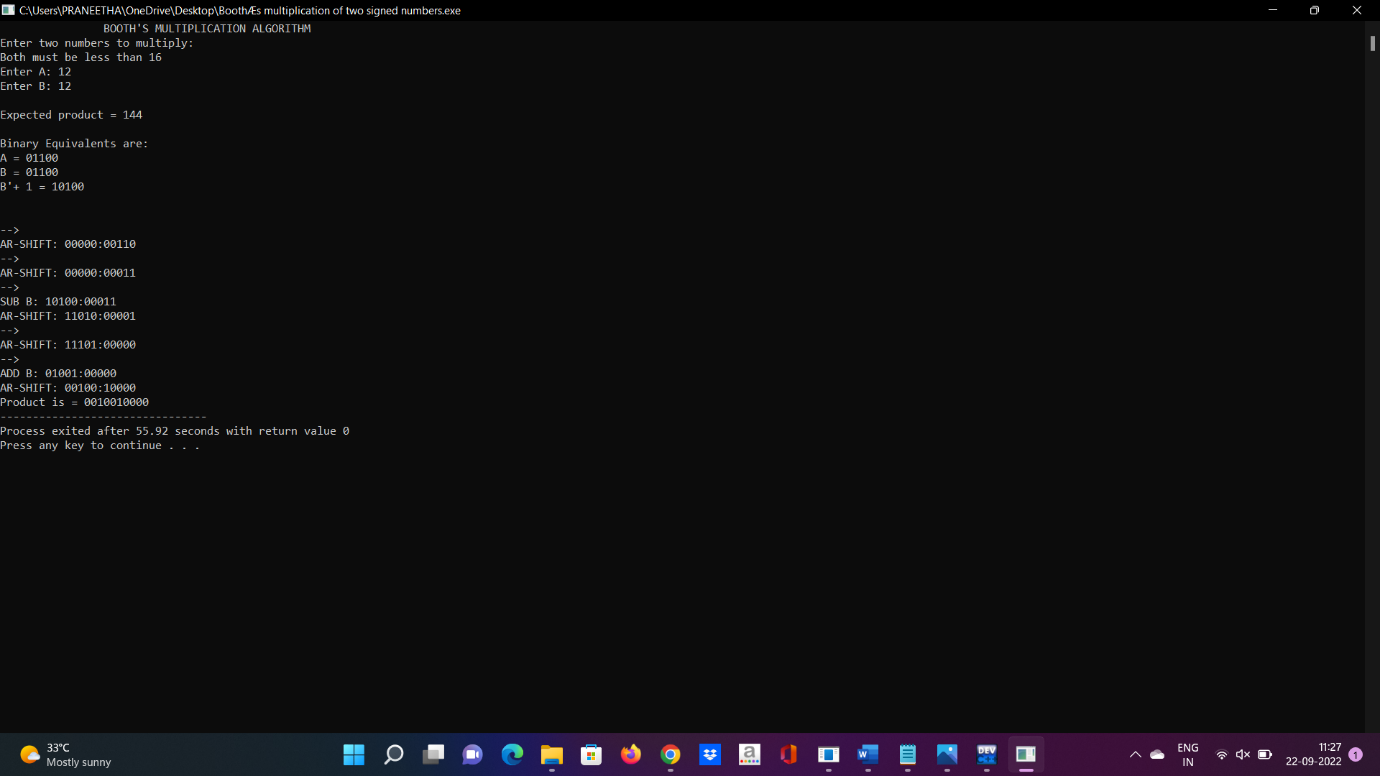 C:\Users\PRANEETHA\OneDrive\Desktop\BoothÆs multiplication of two signed numbers.exe
BOOTH'S MULTIPLICATION ALGORITHM
Enter two numbers to multiply:
Both must be less than 16
Enter A: 12
Enter B: 12
Expected product = 144
Binary Equivalents are:
A = 01100
B = 01100
B'+ 1 = 10100
-->
AR-SHIFT: 00000:00110
-->
AR-SHIFT: 00000:00011
-->
SUB B: 10100:00011
AR-SHIFT: 11010:00001
-->
AR-SHIFT: 11101:00000
-->
ADD B: 01001:00000
AR-SHIFT: 00100:10000
Product is = 0010010000
--------------------------------
Process exited after 55.92 seconds with return value 0
Press any key to continue . . .
33°C
Mostly sunny
a
W
DEV
ENG
IN
11:27
22-09-2022
1